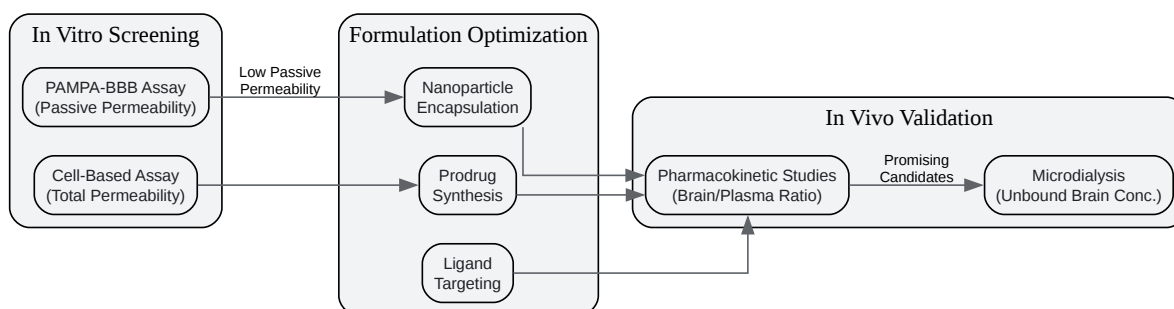 In Vitro Screening
PAMPA-BBB Assay
(Passive Permeability)
Cell-Based Assay
(Total Permeability)
Low Passive
Permeability
Formulation Optimization
Nanoparticle
Encapsulation
Prodrug
Synthesis
Ligand
Targeting
In Vivo Validation
Pharmacokinetic Studies
(Brain/Plasma Ratio)
Promising
Candidates
Microdialysis
(Unbound Brain Conc.)